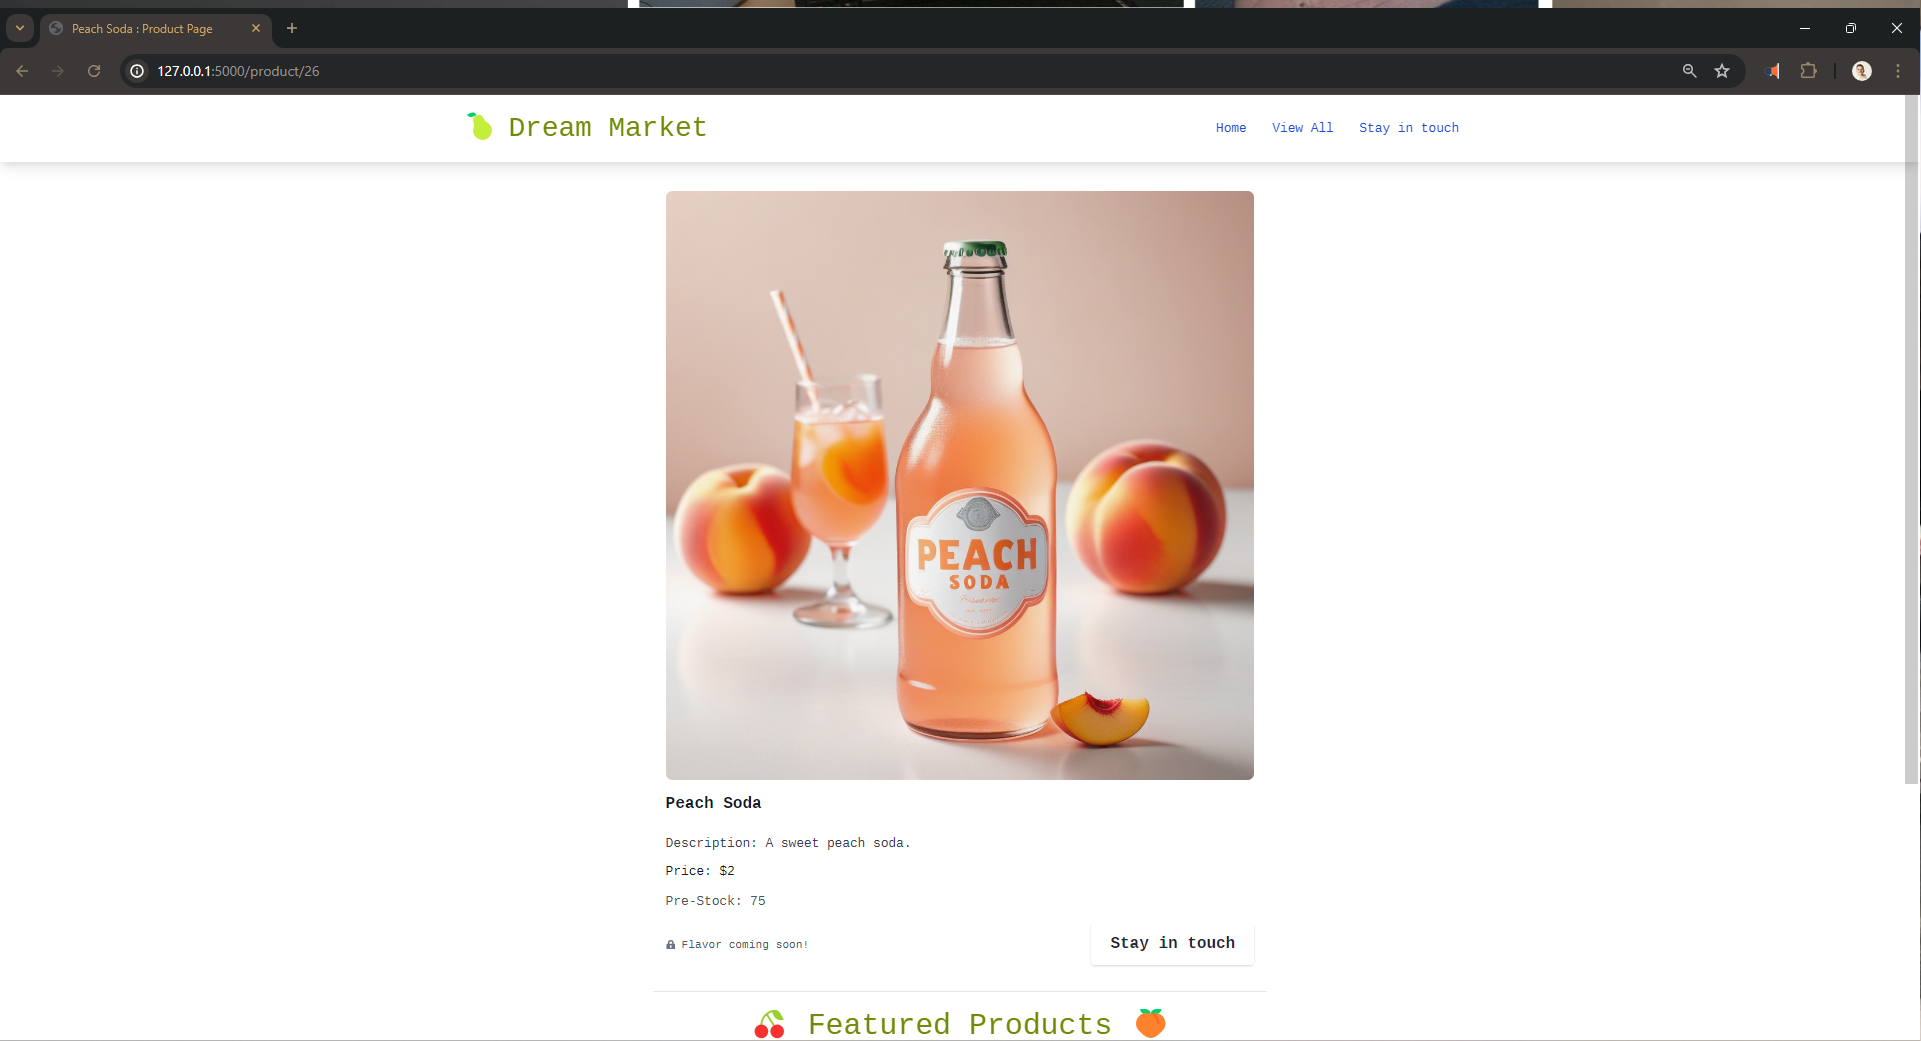 Peach Soda : Product Page
127.0.0.1:5000/product/26
Dream Market
Home
View All
Stay in touch
PEACH
SODA
Peach Soda
Description: A sweet peach soda.
Price: $2
Pre-Stock: 75
Flavor coming soon!
Stay in touch
Featured Products